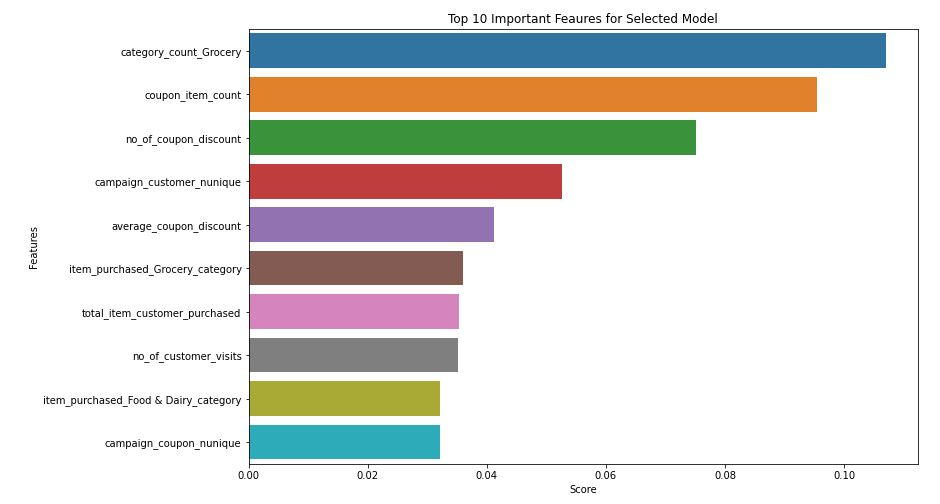 Top 10 Important Feaures for Selected Model
category_count_Grocery
coupon_item_count
no_of_coupon_discount
campaign_customer_nunique
average_coupon_discount
item_purchased_Grocery_category
total_item_customer_purchased
no_of_customer_visits
item_purchased_Food & Dairy_category
campaign_coupon_nunique
Features
0.00 0.02 0.04 0.06 0.08 0.10
Score